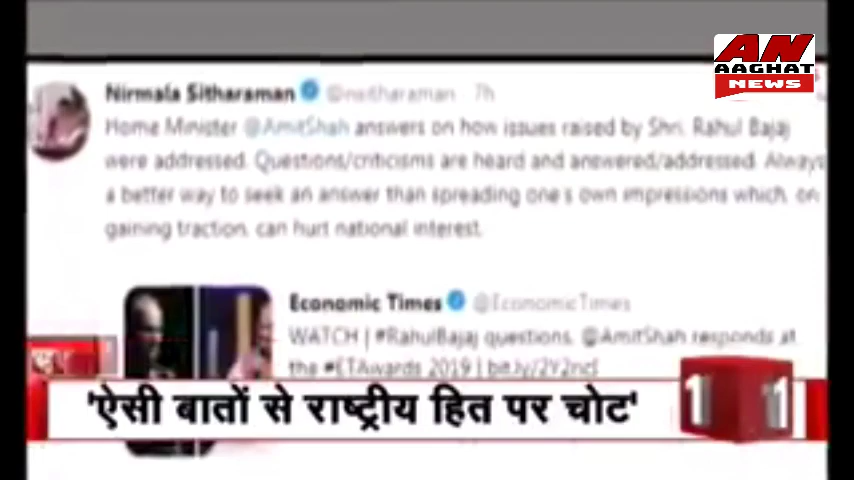 AN
AAGHAT
NEWS
Nirmala Sitharaman @nsitharaman 7h
Home Minister @AmitShah answers on how issues raised by Shri. Rahul Bajaj
were addressed. Questions/criticisms are heard and answered/addressed. Always
a better way to seek an answer than spreading one's own impressions which, on
gaining traction, can hurt national interest.
Economic Times @EconomicTimes
WATCH | #RahulBajaj questions, @AmitShah responds at
the #ETAwards 2019 |
'ऐसी बातों से राष्ट्रीय हित पर चोट'
1 1